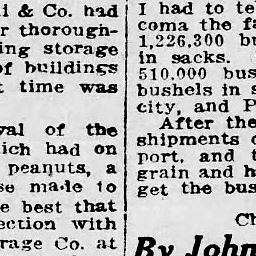 l & Co. had
r thorough-
ing storage
of buildings
t time was
val of the
ich had on
peanuts, a
se made to
e best that
ection with
rage Co. at
I had to te
coma the fa
1,226,300 bu
in sacks.
510,000 bus
bushels in s
city, and P
After the
shipments o
port, and t
grain and h
get the bus
Ch
By John